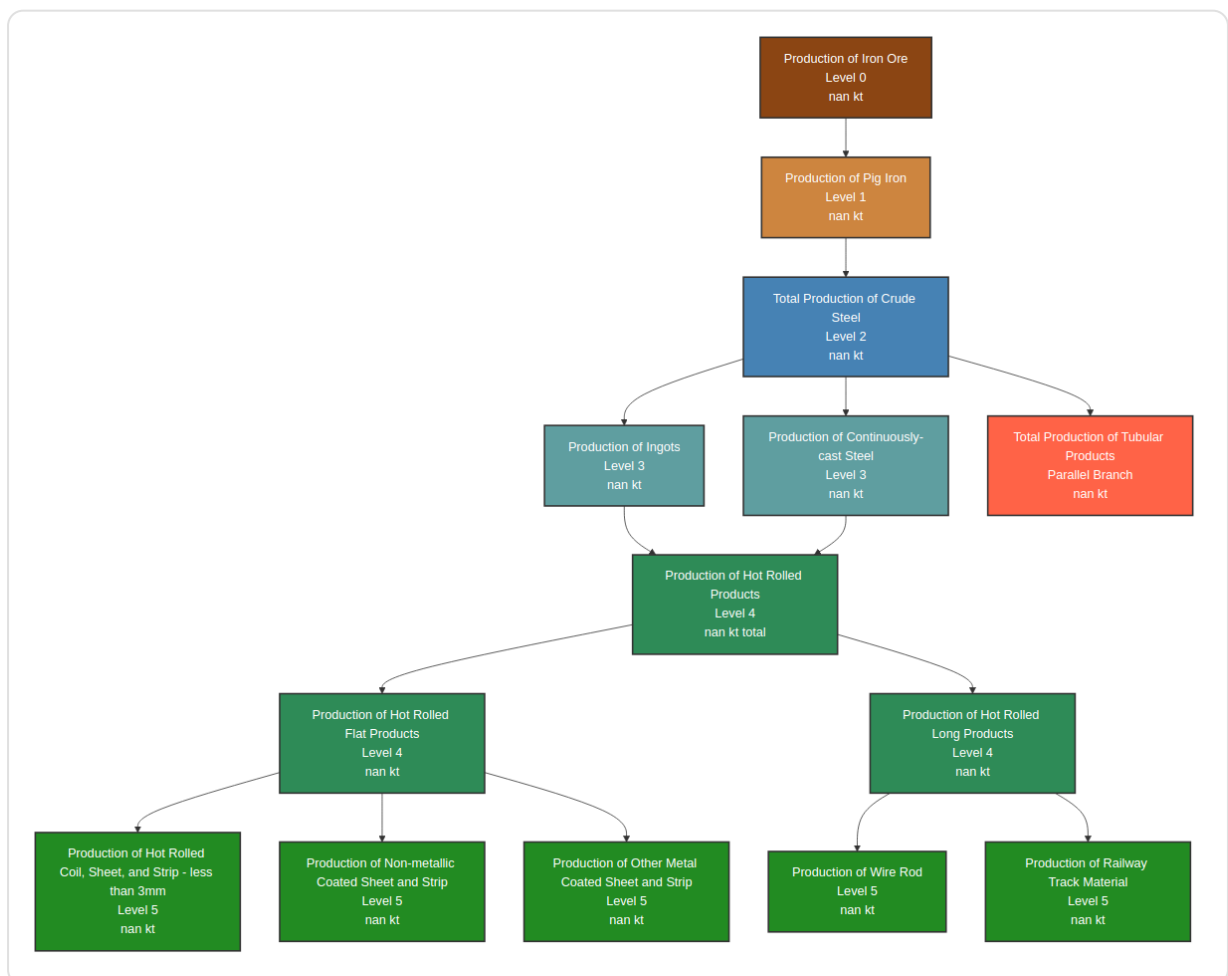 Production of Iron Ore
Level 0
nan kt
Production of Pig Iron
Level 1
nan kt
Total Production of Crude
Steel
Level 2
nan kt
Production of Ingots
Level 3
nan kt
Production of Continuously-
cast Steel
Level 3
nan kt
Total Production of Tubular
Products
Parallel Branch
nan kt
Production of Hot Rolled
Products
Level 4
nan kt total
Production of Hot Rolled
Flat Products
Level 4
nan kt
Production of Hot Rolled
Long Products
Level 4
nan kt
Production of Hot Rolled
Coil, Sheet, and Strip - less
than 3mm
Level 5
nan kt
Production of Non-metallic
Coated Sheet and Strip
Level 5
nan kt
Production of Other Metal
Coated Sheet and Strip
Level 5
nan kt
Production of Wire Rod
Level 5
nan kt
Production of Railway
Track Material
Level 5
nan kt